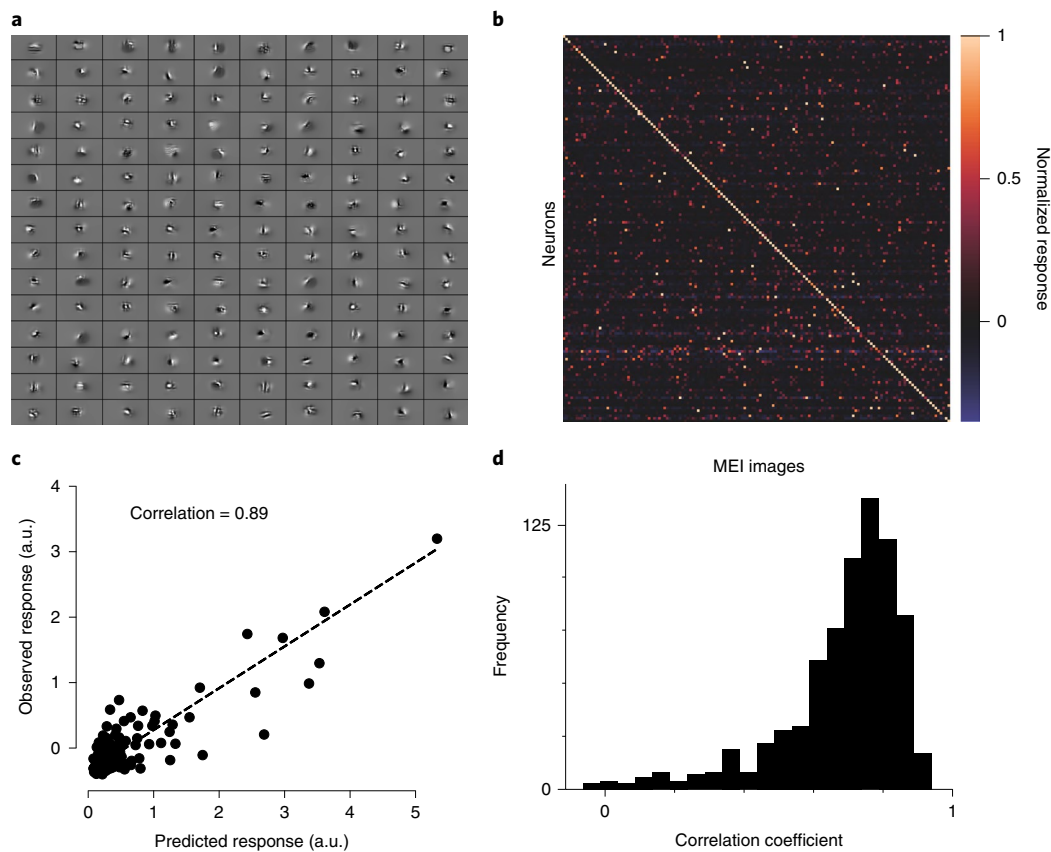 a
b
Neurons
1
0.5
0
Normalized response
c
Correlation = 0.89
4
3
2
1
0
Observed response (a.u.)
0 1 2 3 4 5
Predicted response (a.u.)
d
MEI images
125
0
Frequency
0 1
Correlation coefficient